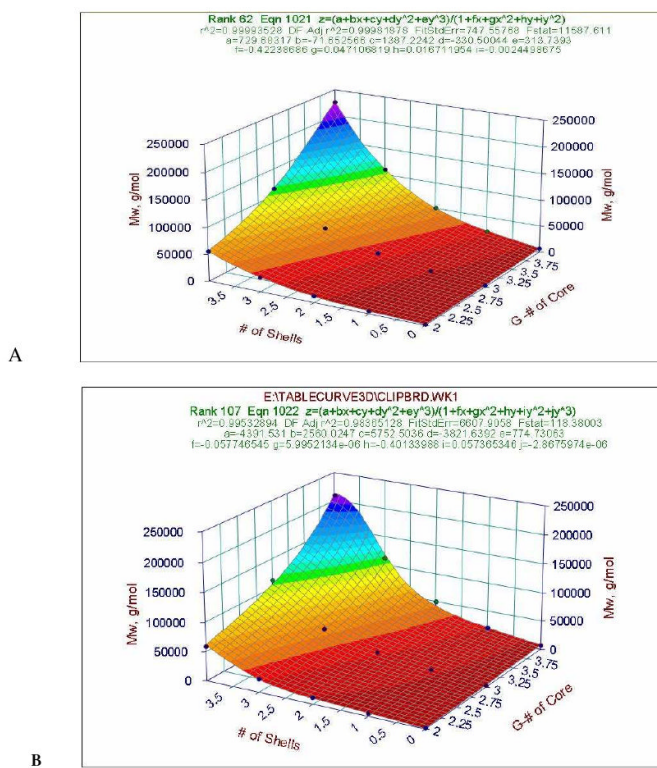 Rank 62 Eqn 1021 z=(a+bx+cy+dy^2+ey^3)/(1+fx+gx^2+hy+iy^2)
r^2=0.99993528 DF Adj r^2=0.99981878 FitStdErr=747.55768 Fstat=11587.611
a=729.68317 b=-71.652566 c=1387.2242 d=-330.50044 e=313.7393
f=-0.42238686 g=0.047106819 h=0.016711954 i=-0.0024498675
250000
200000
150000
100000
50000
0
Mw, g/mol
250000
200000
150000
100000
50000
0
Mw, g/mol
3.5
3
2.5
2
1.5
1
0.5
0
# of Shells
3.75
3.5
3.25
3
2.75
2.5
2.25
2
G-# of Core
A
E:\TABLECURVE3D\CLIPBRD.WK1
Rank 107 Eqn 1022 z=(a+bx+cy+dy^2+ey^3)/(1+fx+gx^2+hy+iy^2+jy^3)
r^2=0.99532894 DF Adj r^2=0.98365128 FitStdErr=6607.9058 Fstat=118.38003
a=-4391.531 b=2560.0247 c=5752.5036 d=-3821.6392 e=774.73063
f=-0.057746545 g=5.9952134e-06 h=-0.40133988 i=0.057365346 j=-2.8675974e-06
250000
200000
150000
100000
50000
0
Mw, g/mol
250000
200000
150000
100000
50000
0
Mw, g/mol
3.5
3
2.5
2
1.5
1
0.5
0
# of Shells
3.75
3.5
3.25
3
2.75
2.5
2.25
2
G-# of Core
B